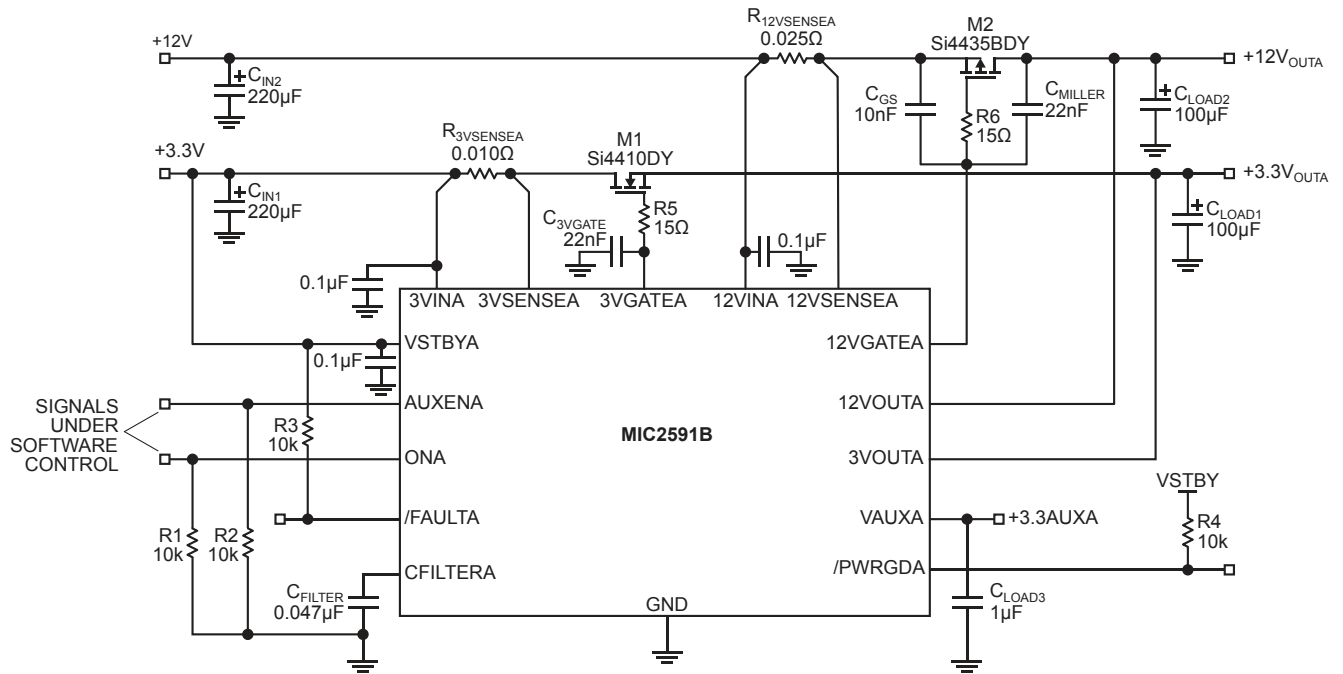 R12VSENSEA
0.025Ω
M2
Si4435BDY
+12V
+12VOUTA
CIN2
220µF
CGS
10nF
R6
15Ω
CMILLER
22nF
CLOAD2
100µF
+3.3V
R3VSENSEA
0.010Ω
M1
Si4410DY
+3.3VOUTA
CIN1
220µF
C3VGATE
22nF
R5
15Ω
0.1µF
CLOAD1
100µF
0.1µF
3VINA
3VSENSEA
3VGATEA
12VINA
12VSENSEA
VSTBYA
0.1µF
12VGATEA
SIGNALS
UNDER
SOFTWARE
CONTROL
AUXENA
12VOUTA
R3
10k
MIC2591B
ONA
3VOUTA
VSTBY
R1
10k
R2
10k
/FAULTA
VAUXA
+3.3AUXA
R4
10k
/PWRGDA
CFILTERA
CFILTER
0.047µF
GND
CLOAD3
1µF